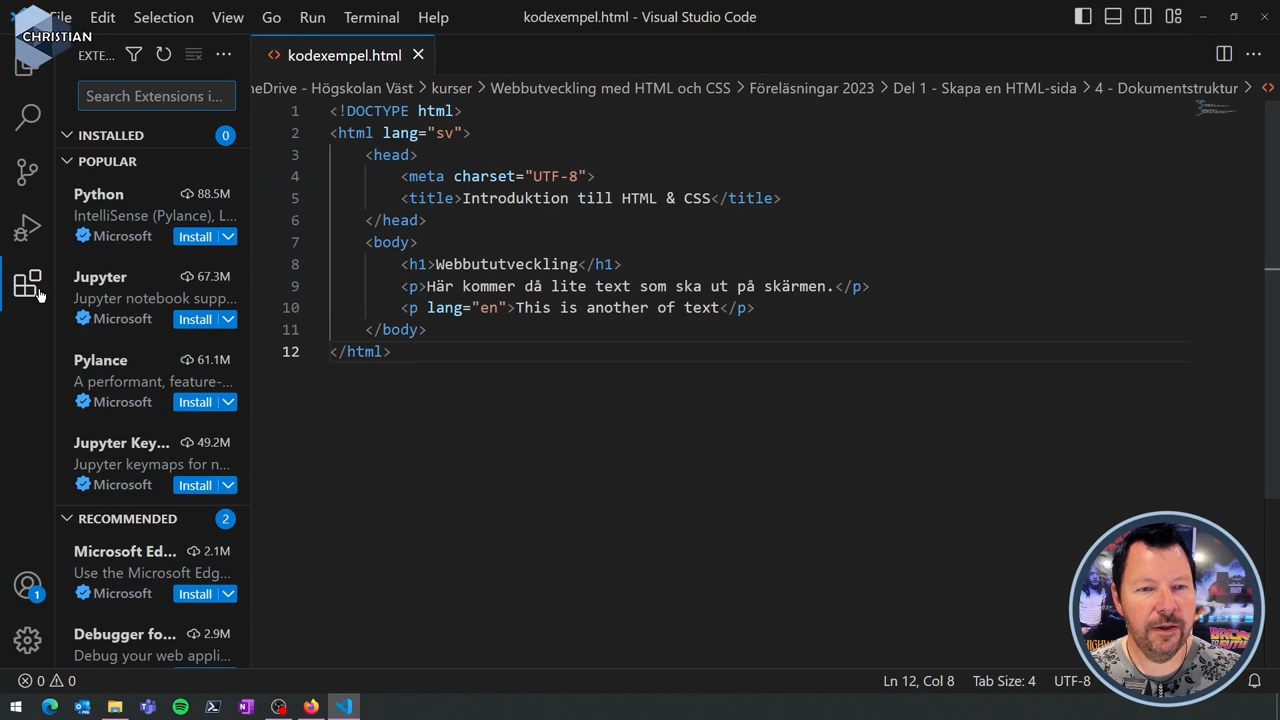 File Edit Selection View Go Run Terminal Help
kodexempel.html - Visual Studio Code
CHRISTIAN
EXTE...
kodexempel.html
Search Extensions i...
neDrive - Högskolan Väst > kurser > Webbutveckling med HTML och CSS > Föreläsningar 2023 > Del 1 - Skapa en HTML-sida > 4 - Dokumentstruktur >
INSTALLED 0
POPULAR
Python 88.5M
IntelliSense (Pylance), L...
Microsoft Install
Jupyter 67.3M
Jupyter notebook supp...
Microsoft Install
Pylance 61.1M
A performant, feature-...
Microsoft Install
Jupyter Key... 49.2M
Jupyter keymaps for n...
Microsoft Install
RECOMMENDED 2
Microsoft Ed... 2.1M
Use the Microsoft Edg...
Microsoft Install
Debugger fo... 2.9M
Debug your web appli...
1 <!DOCTYPE html>
2 <html lang="sv">
3 <head>
4 <meta charset="UTF-8">
5 <title>Introduktion till HTML & CSS</title>
6 </head>
7 <body>
8 <h1>Webbututveckling</h1>
9 <p>Här kommer då lite text som ska ut på skärmen.</p>
10 <p lang="en">This is another of text</p>
11 </body>
12 </html>
1
BACK
0 0
Ln 12, Col 8 Tab Size: 4 UTF-8